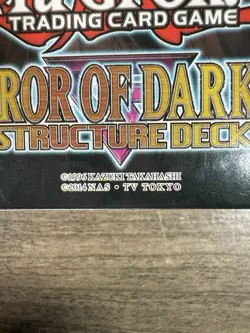 TRADING CARD GAME
ROR OF DARK
STRUCTURE DECK
©1996 KAZUKI TAKAHASHI
©2014 NAS • TV TOKYO